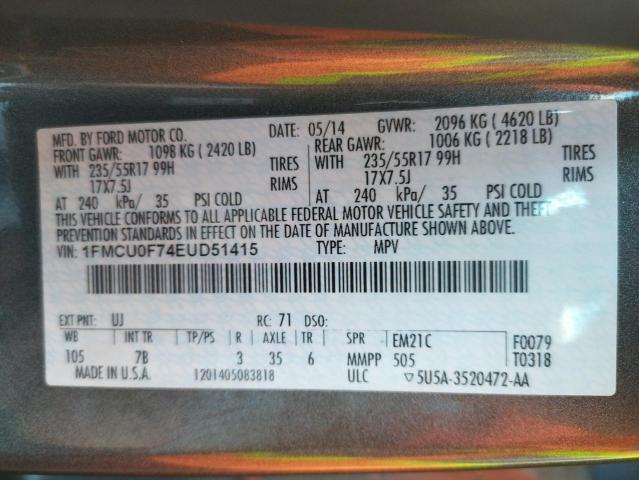 MFD. BY FORD MOTOR CO.
DATE: 05/14 GVWR: 2096 KG ( 4620 LB)
FRONT GAWR: 1098 KG ( 2420 LB)
REAR GAWR: 1006 KG ( 2218 LB)
WITH 235/55R17 99H TIRES
WITH 235/55R17 99H TIRES
17X7.5J RIMS
17X7.5J RIMS
AT 240 kPa/ 35 PSI COLD
AT 240 kPa/ 35 PSI COLD
THIS VEHICLE CONFORMS TO ALL APPLICABLE FEDERAL MOTOR VEHICLE SAFETY AND THEFT
PREVENTION STANDARDS IN EFFECT ON THE DATE OF MANUFACTURE SHOWN ABOVE.
VIN: 1FMCU0F74EUD51415 TYPE: MPV
EXT PNT: UJ RC: 71 DSO:
WB INT TR TP/PS R AXLE TR SPR EM21C F0079
105 7B 3 35 6 MMPP 505 T0318
MADE IN U.S.A. 1201405083818 ULC ▽5U5A-3520472-AA